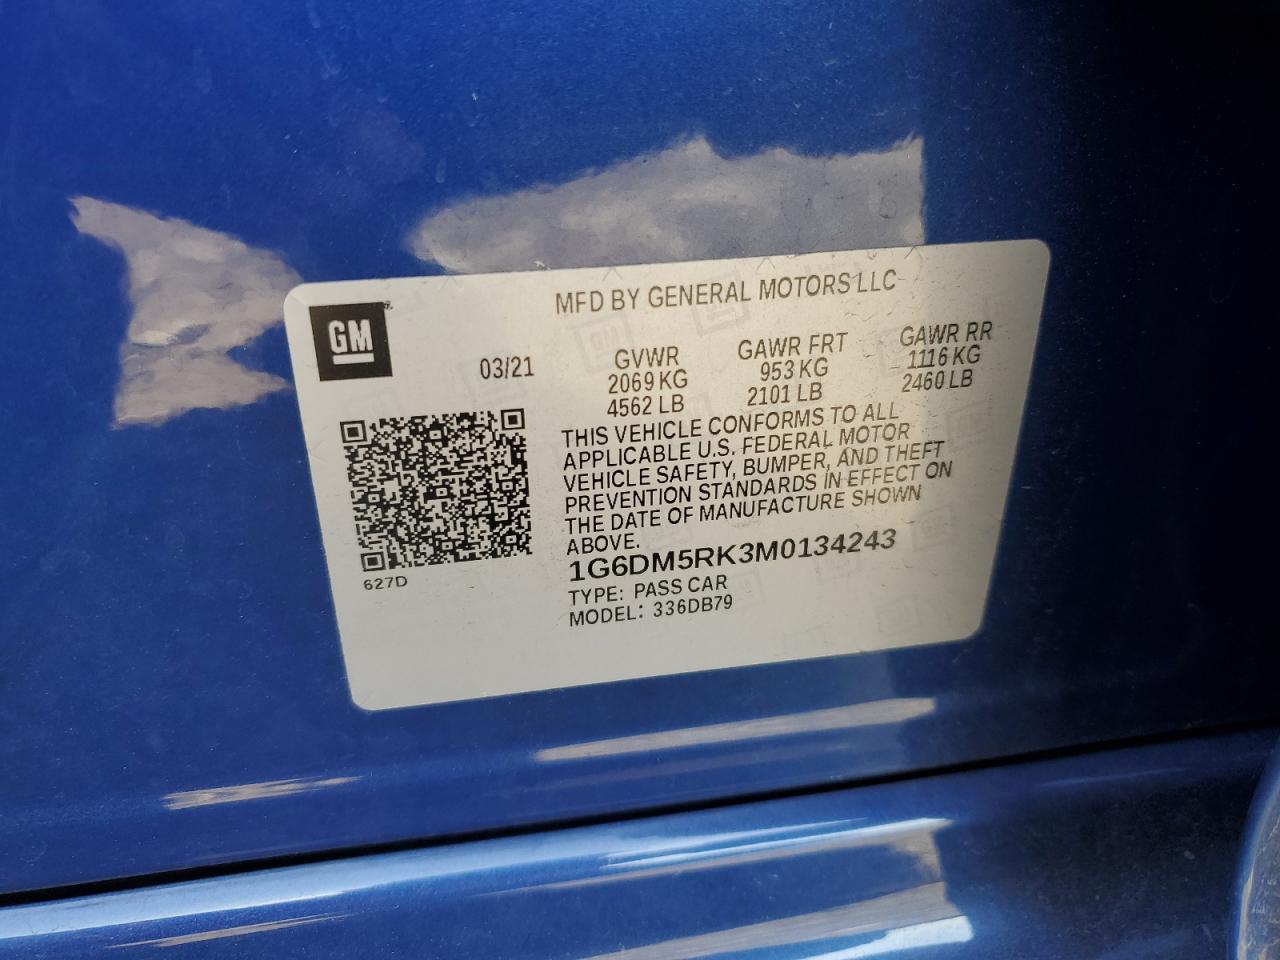 MFD BY GENERAL MOTORS LLC
GM
03/21
GVWR
2069 KG
4562 LB
GAWR FRT
953 KG
2101 LB
GAWR RR
1116 KG
2460 LB
THIS VEHICLE CONFORMS TO ALL
APPLICABLE U.S. FEDERAL MOTOR
VEHICLE SAFETY, BUMPER, AND THEFT
PREVENTION STANDARDS IN EFFECT ON
THE DATE OF MANUFACTURE SHOWN
ABOVE.
1G6DM5RK3M0134243
TYPE: PASS CAR
MODEL: 336DB79
627D